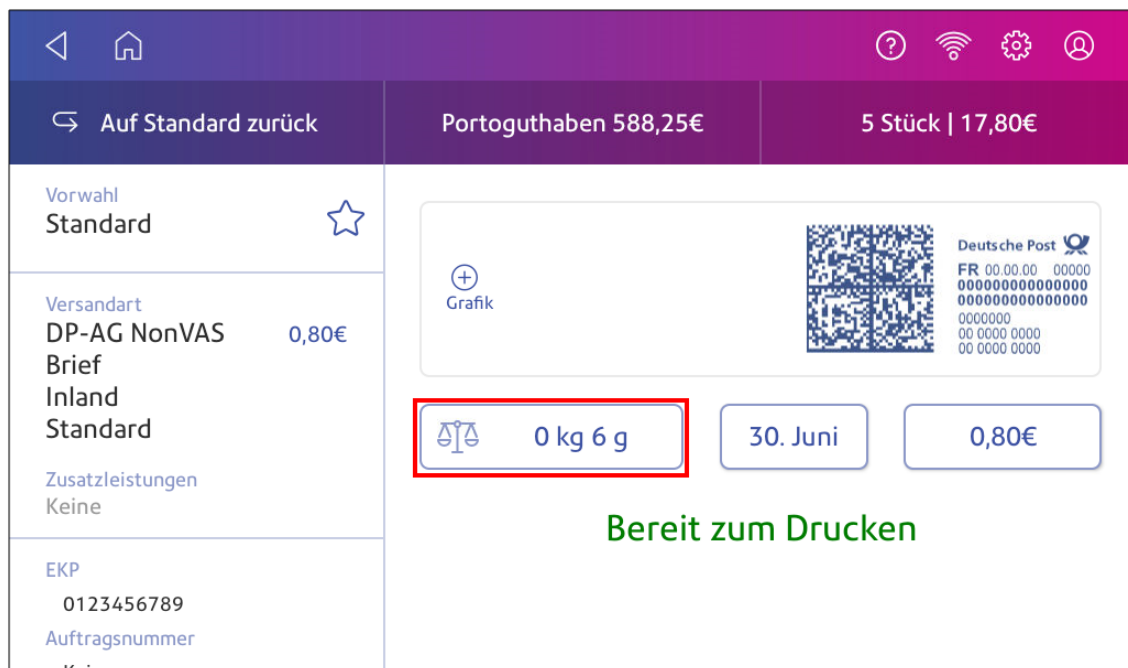 Auf Standard zurück
Portoguthaben 588,25€
5 Stück | 17,80€
Vorwahl
Standard
Versandart
DP-AG NonVAS 0,80€
Brief
Inland
Standard
Zusatzleistungen
Keine
EKP
0123456789
Auftragsnummer
Grafik
Deutsche Post
FR 00.00.00 00000
000000000000000
000000000000000
0000000
00 0000 0000
00 0000 0000
0 kg 6 g
30. Juni
0,80€
Bereit zum Drucken